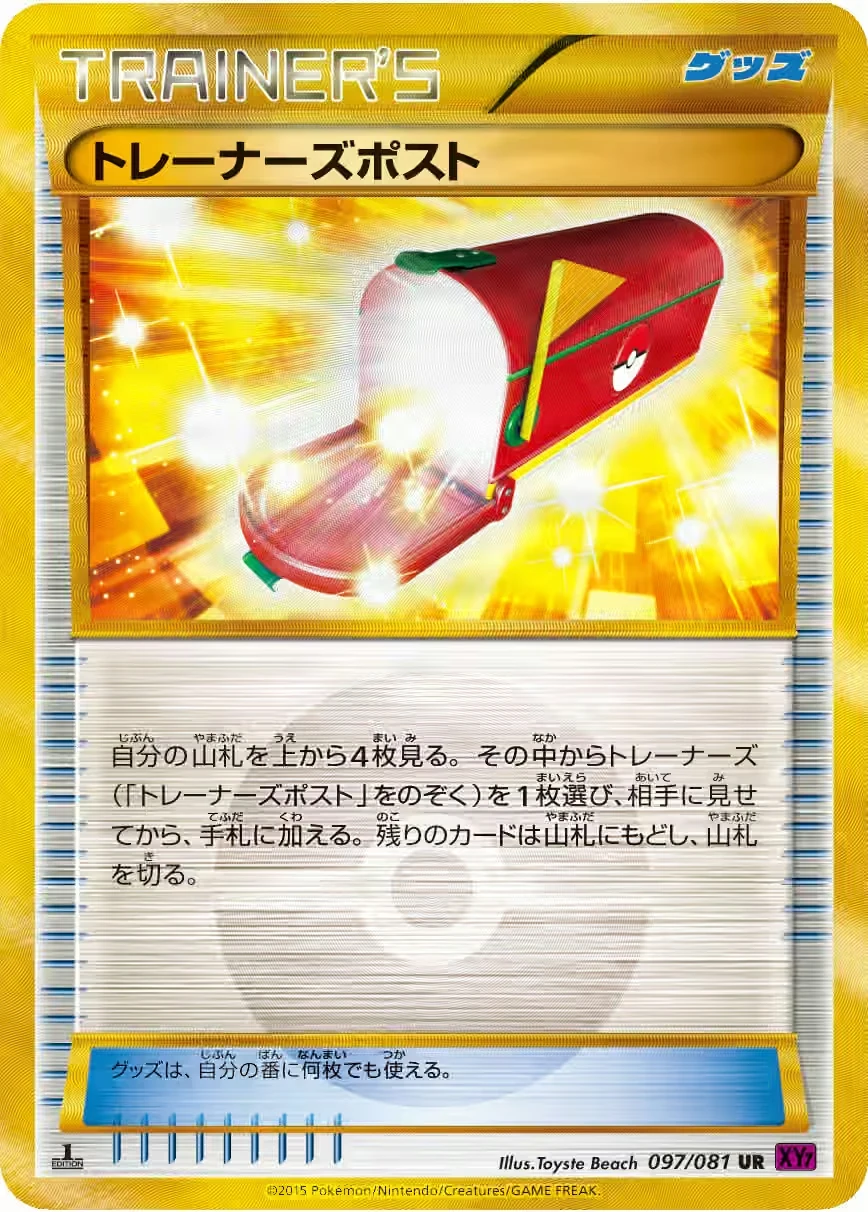 TRAINER'S
グッズ
トレーナーズポスト
自分の山札を上から4枚見る。その中からトレーナーズ
(「トレーナーズポスト」をのぞく)を1枚選び、相手に見せ
てから、手札に加える。残りのカードは山札にもどし、山札
を切る。
グッズは、自分の番に何枚でも使える。
1 EDITION
Illus.Toyste Beach 097/081 UR XY7
©2015 Pokémon/Nintendo/Creatures/GAME FREAK.